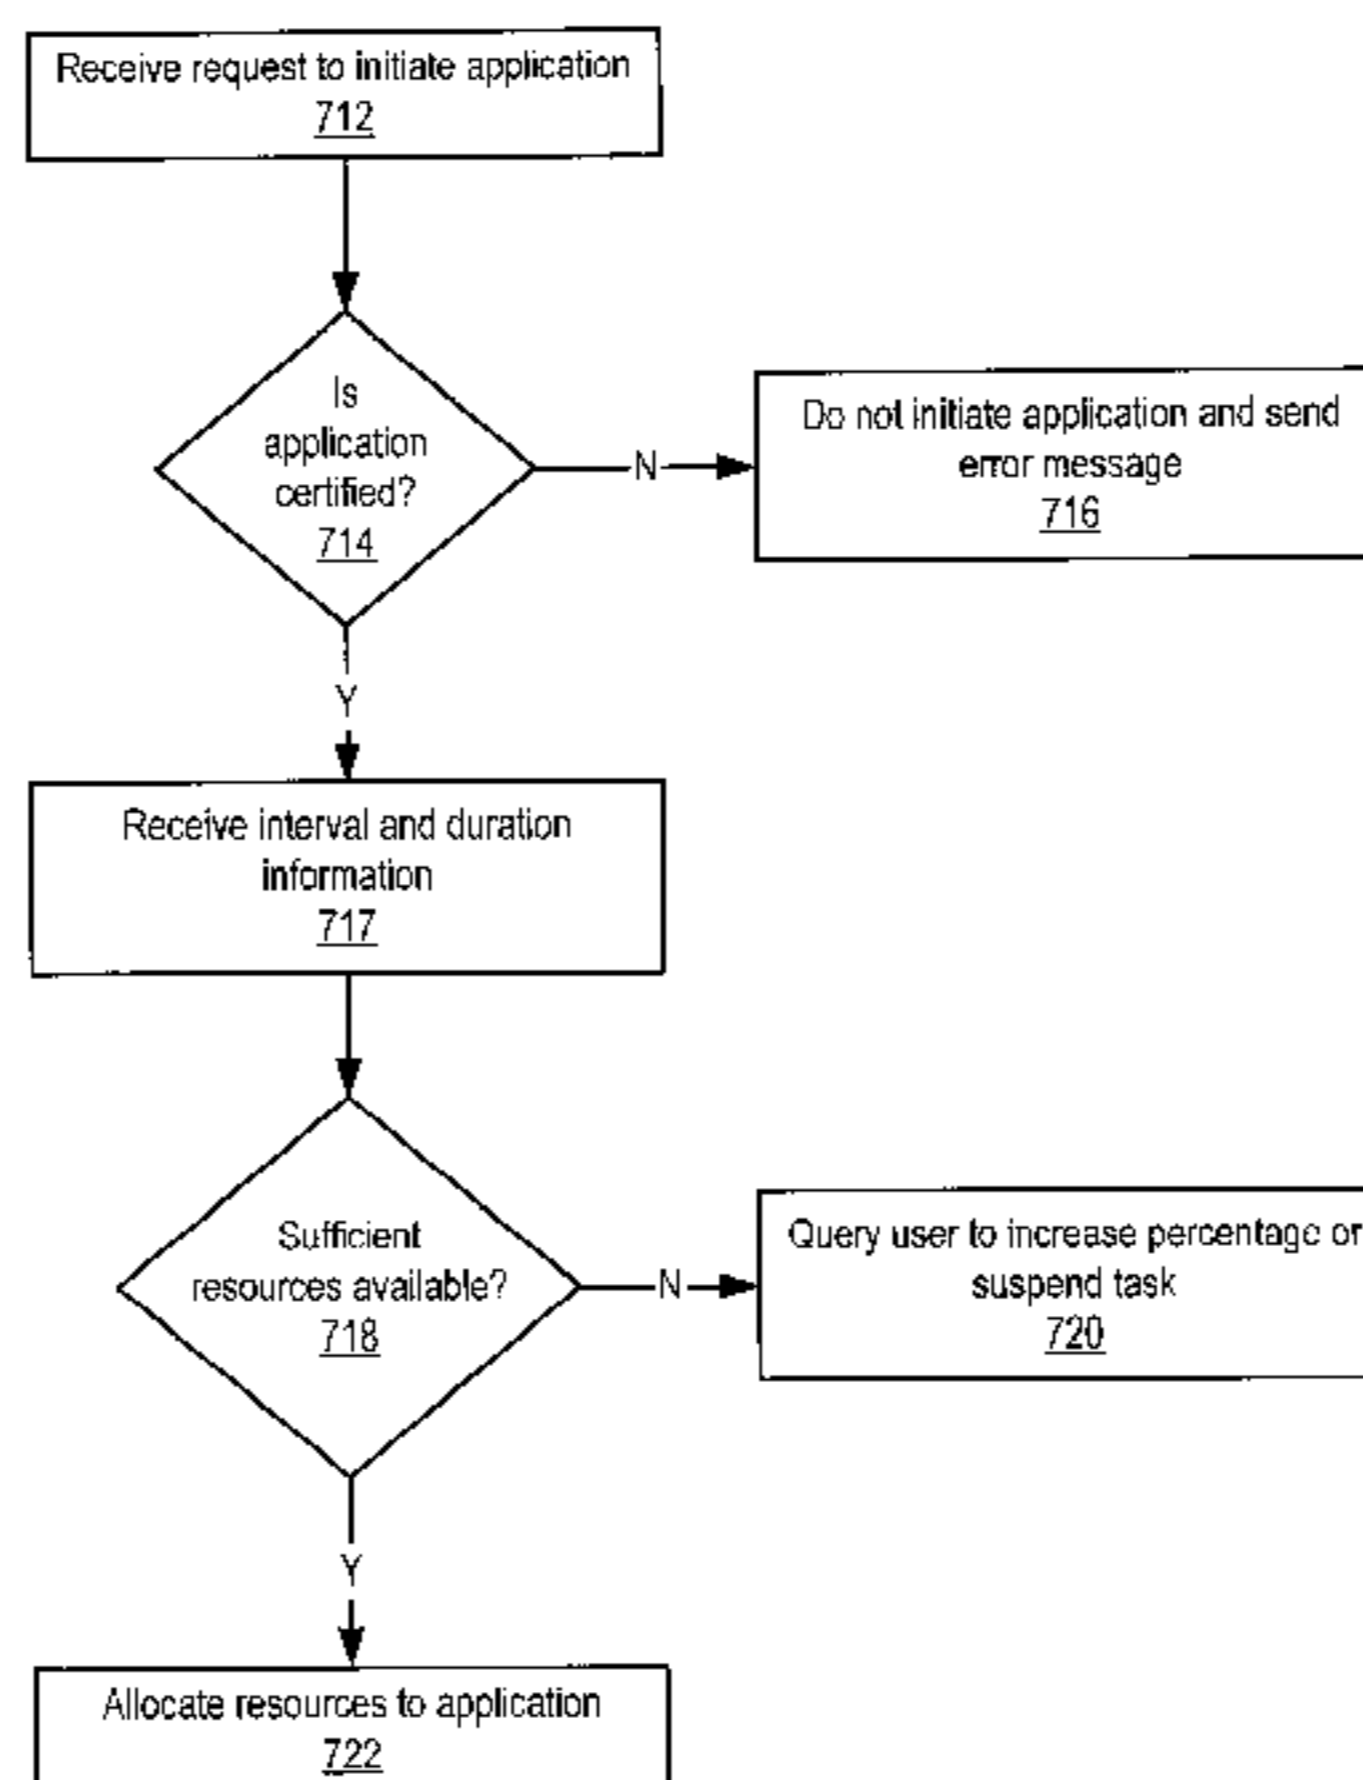 Receive request to initiate application
712
Is
application
certified?
714
N
Do not initiate application and send
error message
716
Y
Receive interval and duration
information
717
Sufficient
resources available?
718
N
Query user to increase percentage or
suspend task
720
Y
Allocate resources to application
722